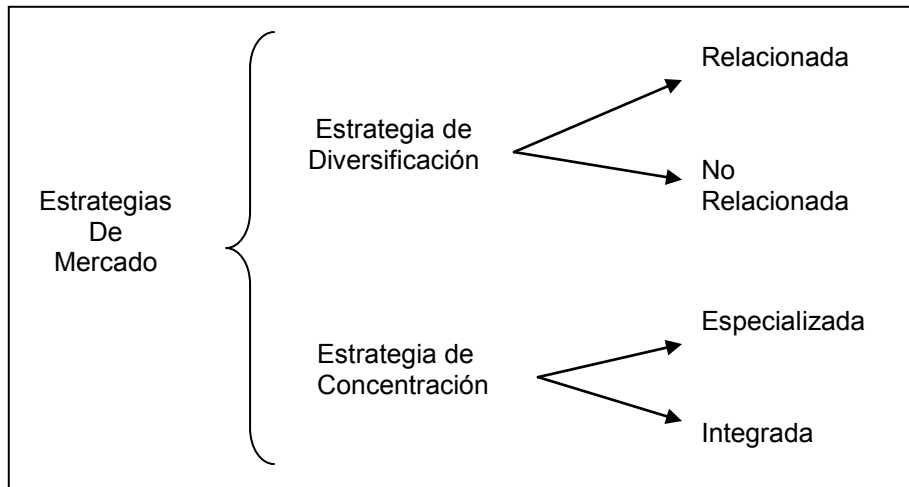 Estrategias
De
Mercado
Estrategia de
Diversificación
Relacionada
No
Relacionada
Estrategia de
Concentración
Especializada
Integrada